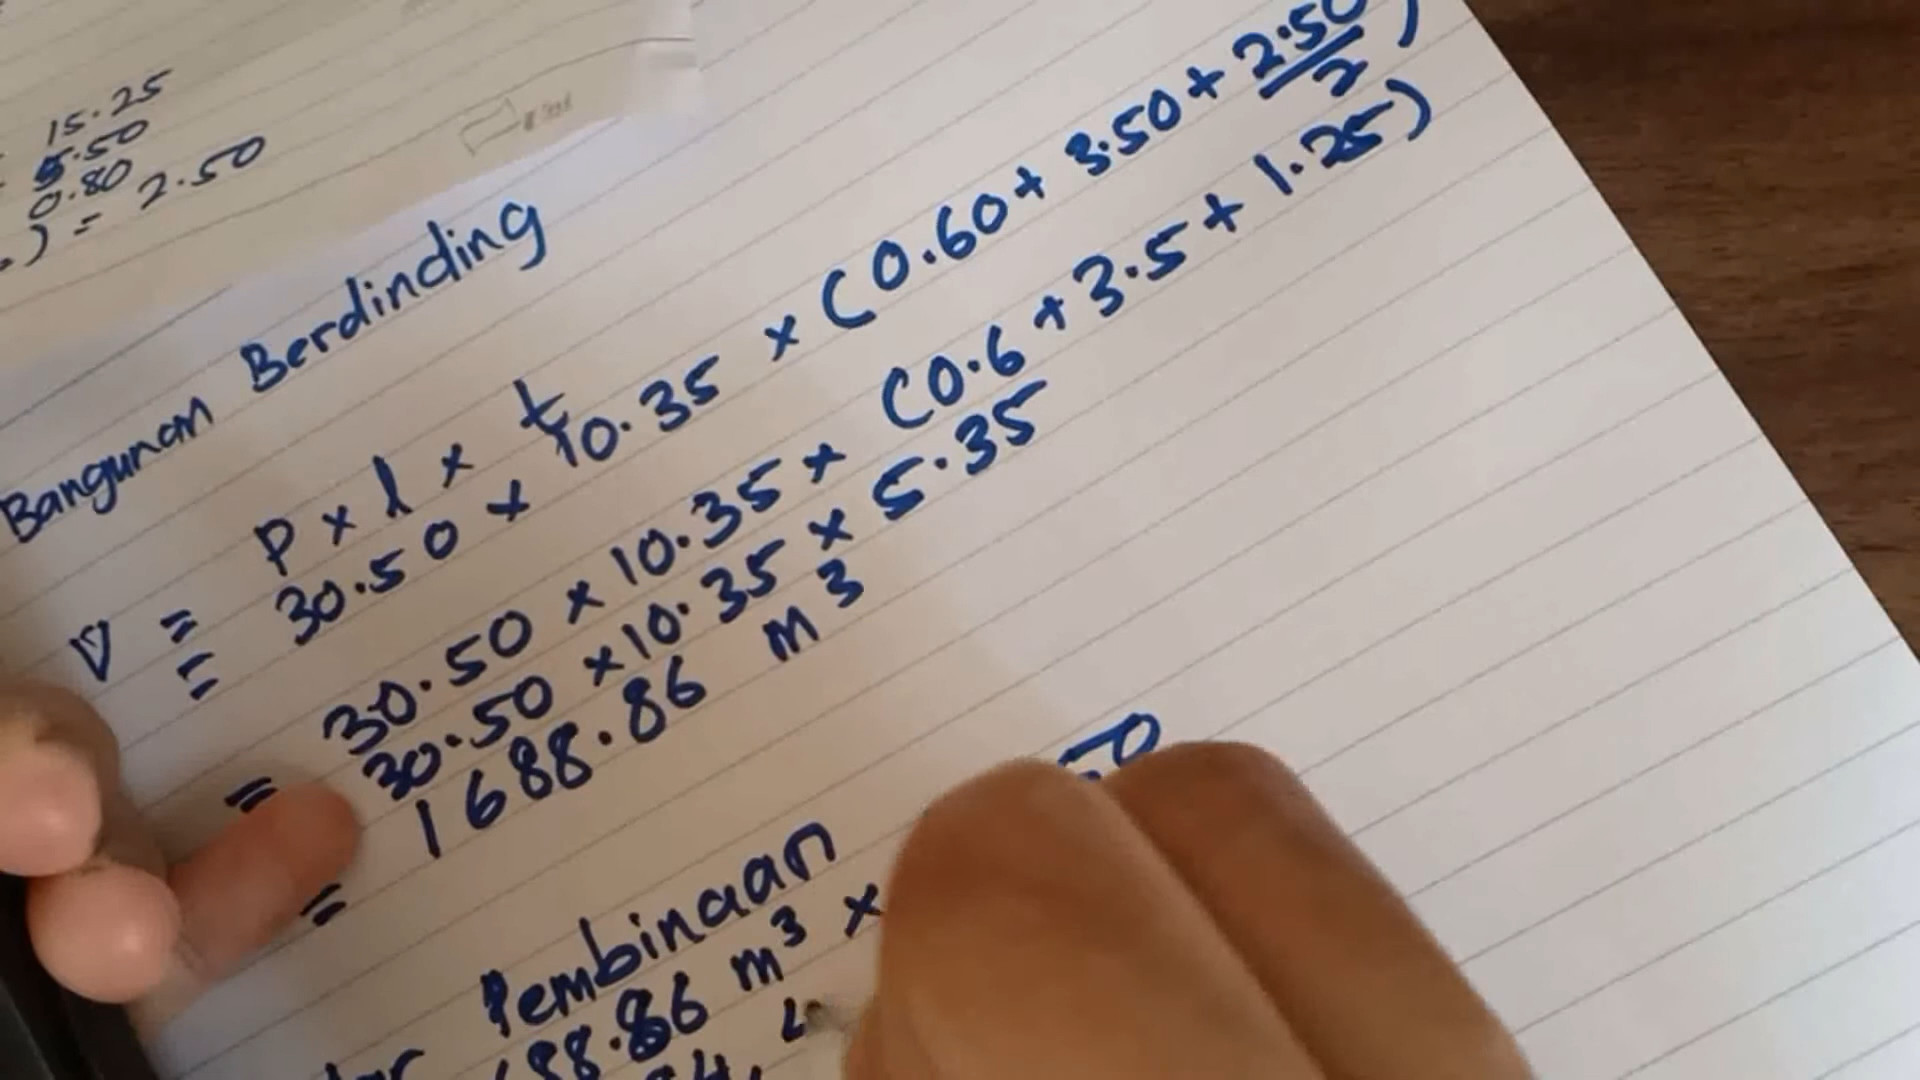 15.25
5.50
0.80
) = 2.50
Bangunan Berdinding
V = P x l x t
= 30.50 x 10.35 x (0.60 + 3.50 + 2.50/2)
= 30.50 x 10.35 x (0.6 + 3.5 + 1.25)
30.50 x 10.35 x 5.35
= 1688.86 m³
Pembinaan
88.86 m³ x